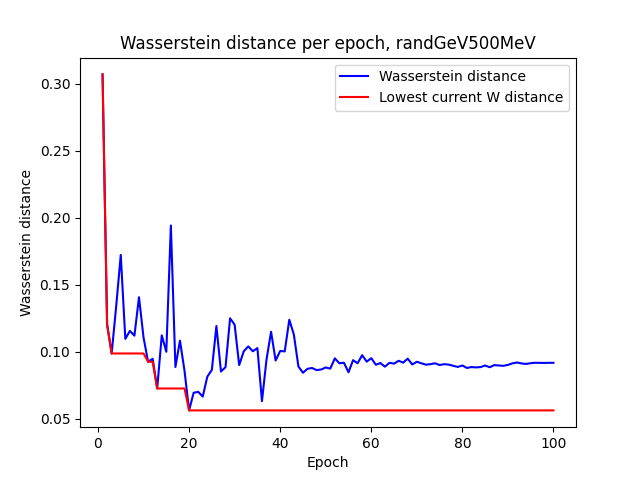 Wasserstein distance per epoch, randGeV500MeV
Wasserstein distance
Lowest current W distance
Wasserstein distance
0.30
0.25
0.20
0.15
0.10
0.05
0
20
40
60
80
100
Epoch